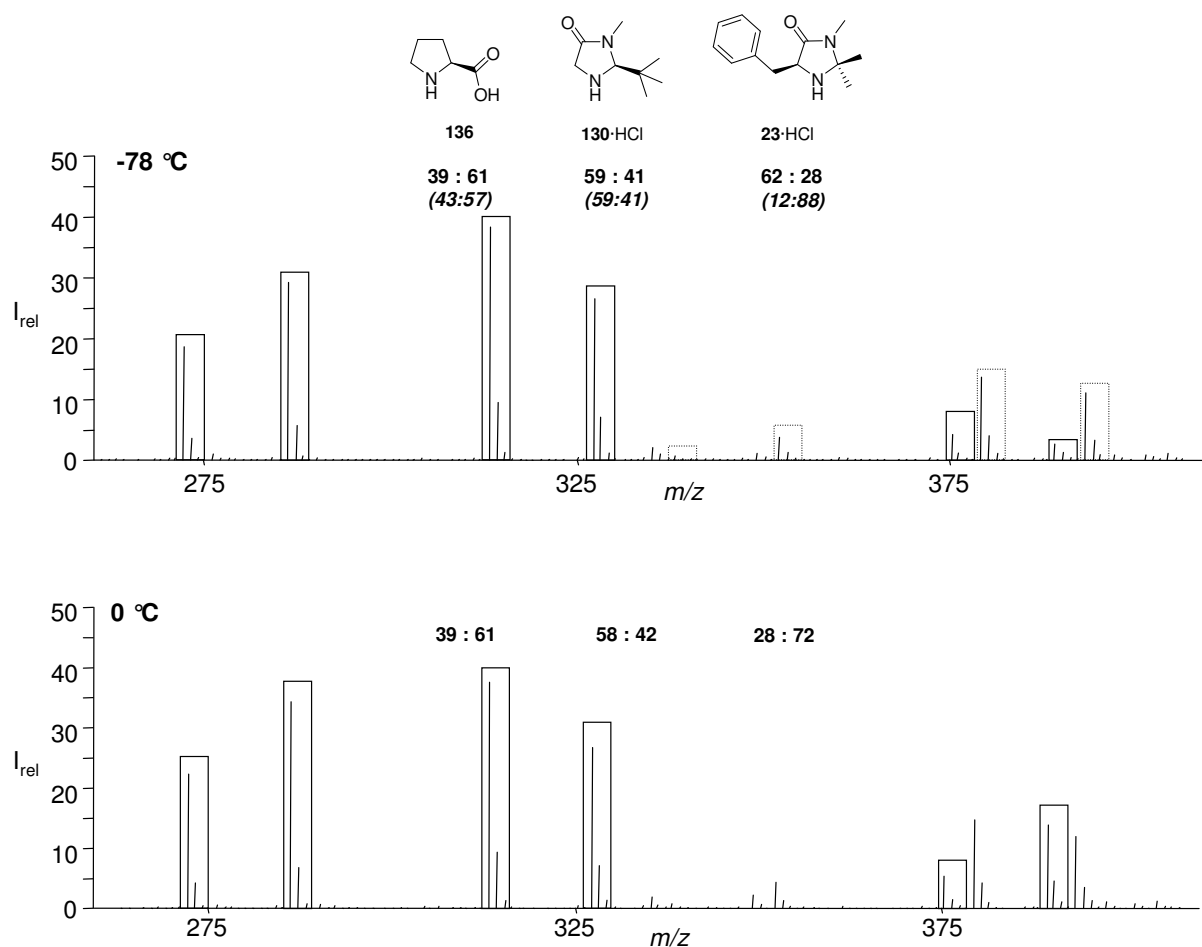 O
N
N
H
O
OH
O
N
N
H
O
N
N
H
136
130·HCl
23·HCl
50
-78 °C
39 : 61
59 : 41
62 : 28
(43:57)
(59:41)
(12:88)
40
30
Irel
20
10
0
275
325
375
m/z
50
0 °C
39 : 61
58 : 42
28 : 72
40
30
Irel
20
10
0
275
325
375
m/z